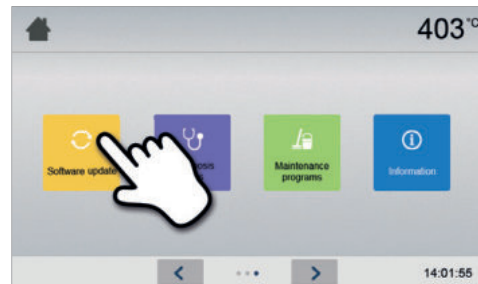 403 °C
Software update
Maintenance
programs
Information
14:01:55